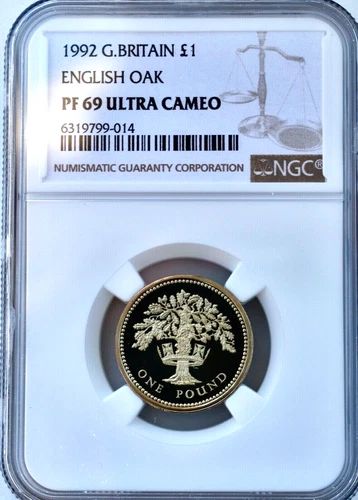 1992 G.BRITAIN £1
ENGLISH OAK
PF 69 ULTRA CAMEO
6319799-014
NUMISMATIC GUARANTY CORPORATION
NGC®
ONE POUND